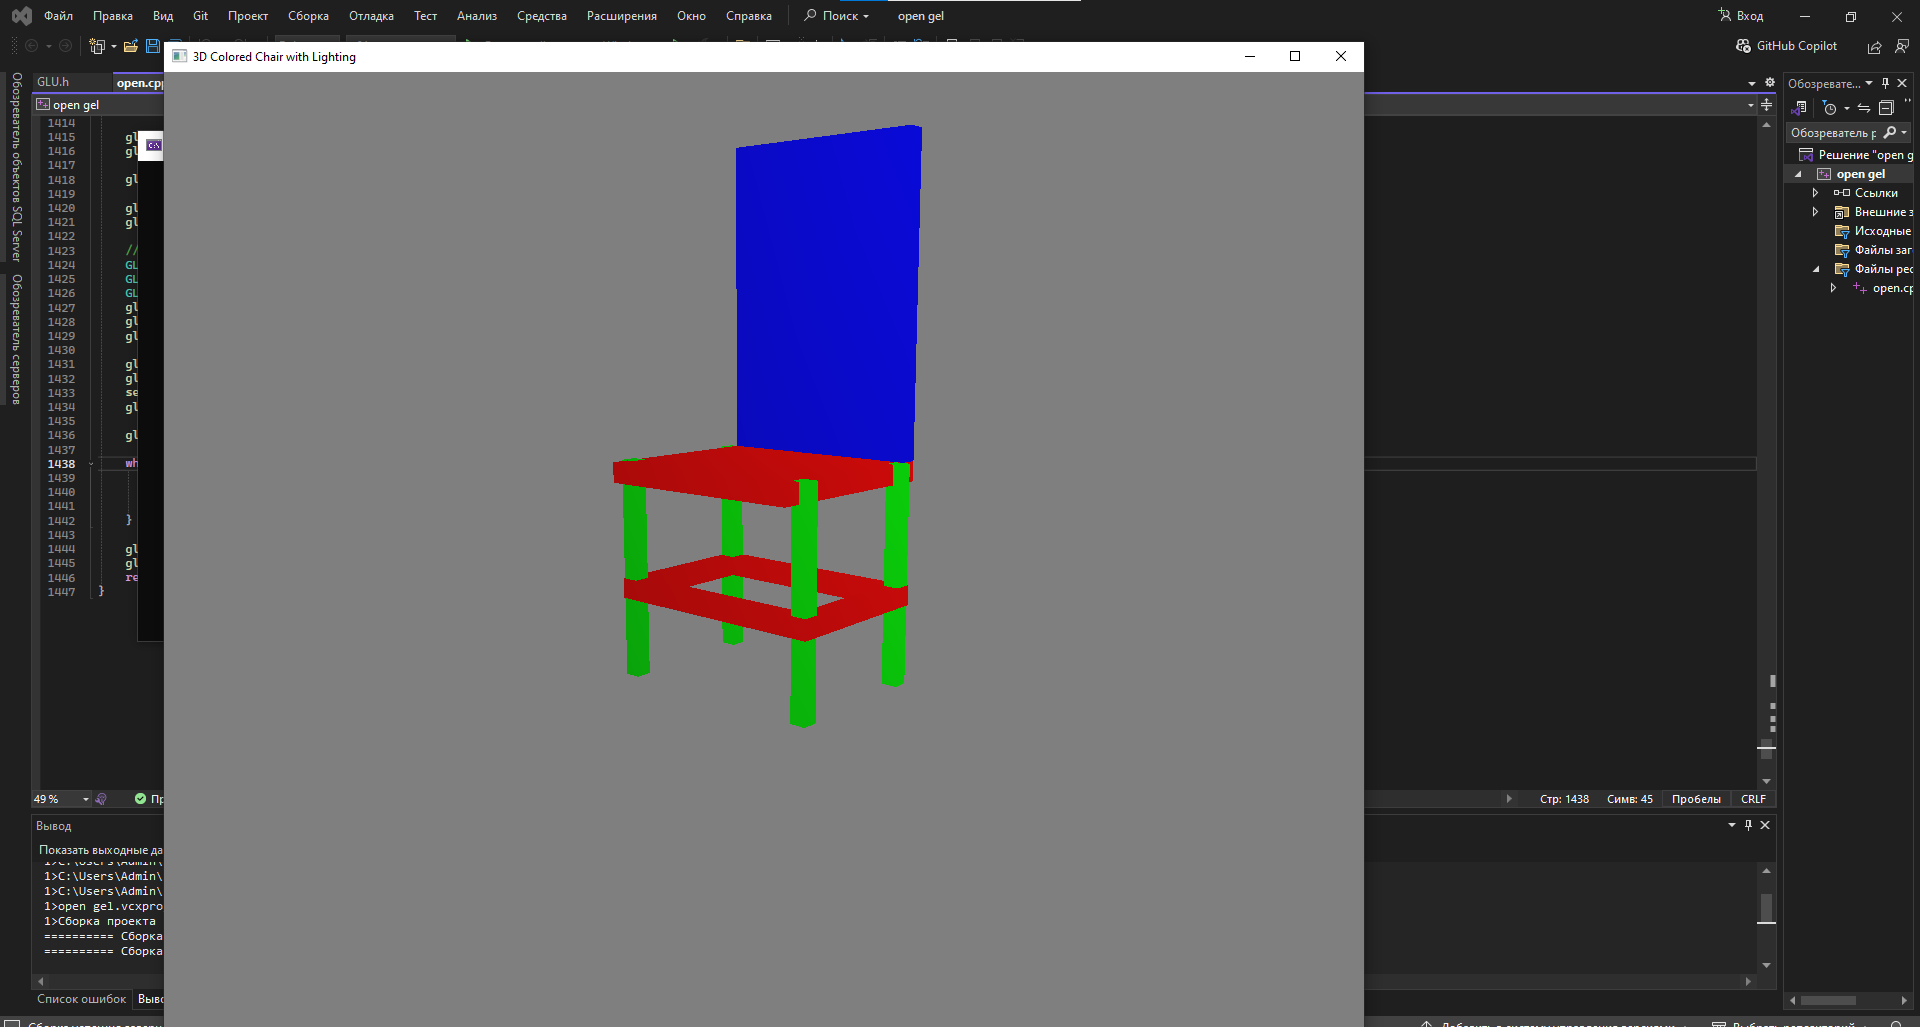 Файл Правка Вид Git Проект Сборка Отладка Тест Анализ Средства Расширения Окно Справка Поиск open gel Вход
GitHub Copilot
3D Colored Chair with Lighting
GLU.h open.cpp
open gel
Обозреватель объектов SQL Server
Обозреватель серверов
1414
1415 gl
1416 gl
1417
1418 gl
1419
1420 gl
1421 gl
1422
1423 //
1424 GL
1425 GL
1426 GL
1427 gl
1428 gl
1429 gl
1430
1431 gl
1432 gl
1433 se
1434 gl
1435
1436 gl
1437
1438 wh
1439
1440
1441
1442 }
1443
1444 gl
1445 gl
1446 re
1447 }
49 %
Стр: 1438 Симв: 45 Пробелы CRLF
Вывод
Показать выходные да
1>C:\Users\Admin\
1>C:\Users\Admin\
1>C:\Users\Admin\
1>open gel.vcxpro
1>Сборка проекта
========== Сборка
========== Сборка
Список ошибок Выво
Обозревате...
Обозреватель р
Решение "open g
open gel
Ссылки
Внешние з
Исходные
Файлы заг
Файлы рес
open.cp